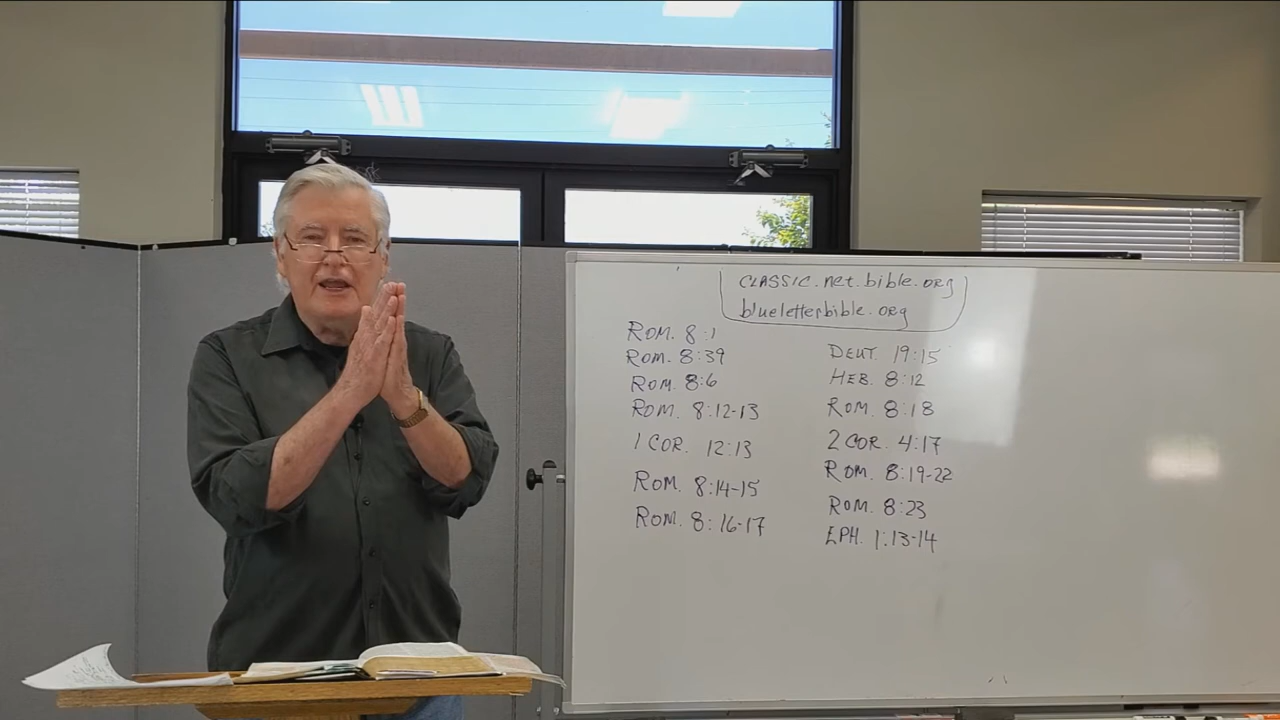 CLASSIC.net.bible.org
blueletterbible.org
ROM. 8:1
ROM. 8:39
ROM. 8:6
ROM. 8:12-13
1 COR. 12:13
ROM. 8:14-15
ROM. 8:16-17
DEUT. 19:15
HEB. 8:12
ROM. 8:18
2 COR. 4:17
ROM. 8:19-22
ROM. 8:23
EPH. 1:13-14